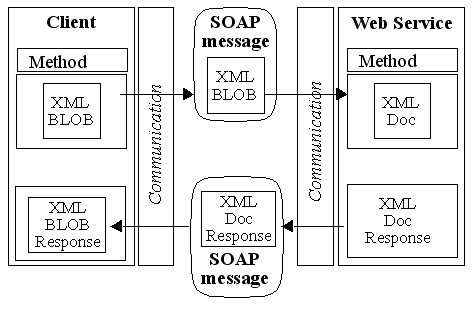 Client
Method
XML
BLOB
XML
BLOB
Response
Communication
SOAP
message
XML
BLOB
XML
Doc
Response
SOAP
message
Communication
Web Service
Method
XML
Doc
XML
Doc
Response